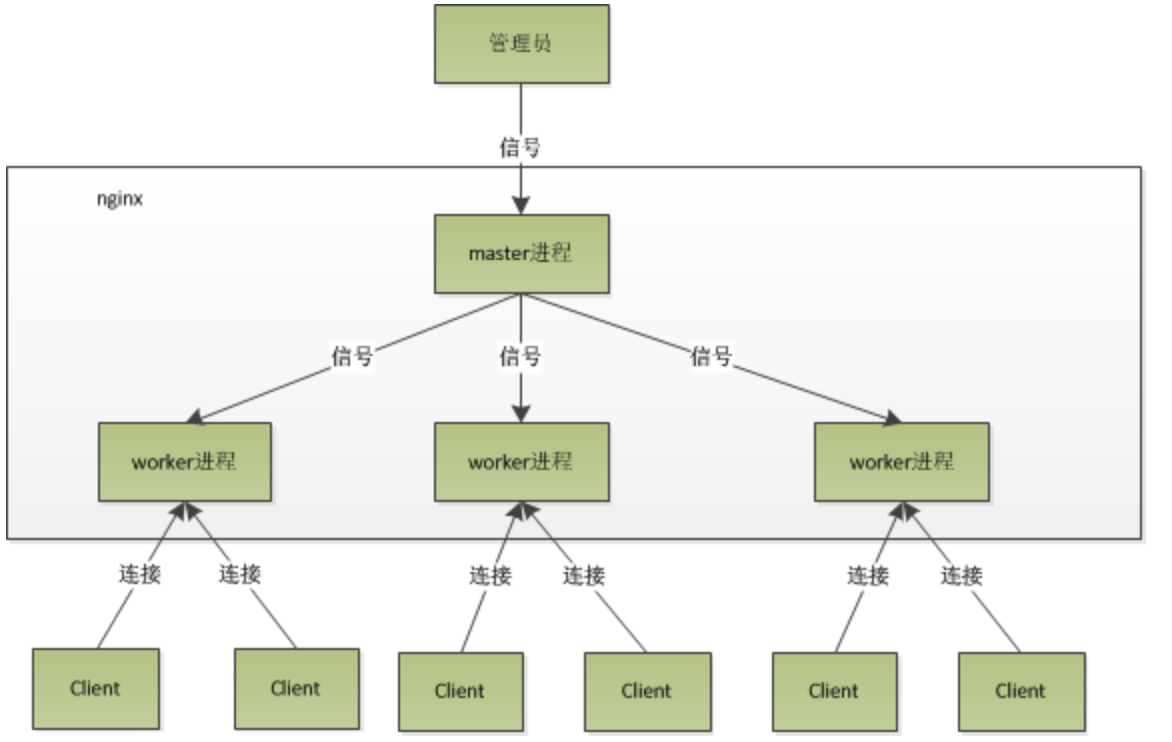 管理员
信号
nginx
master进程
信号
信号
信号
worker进程
worker进程
worker进程
连接
连接
连接
连接
连接
连接
Client
Client
Client
Client
Client
Client